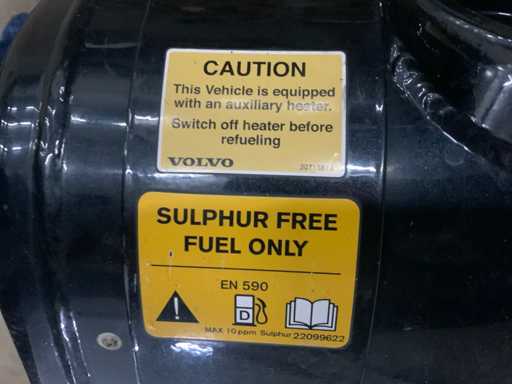 CAUTION
This Vehicle is equipped
with an auxiliary heater.
Switch off heater before
refueling
VOLVO
SULPHUR FREE
FUEL ONLY
EN 590
D
MAX 10 ppm Sulphur 22099622